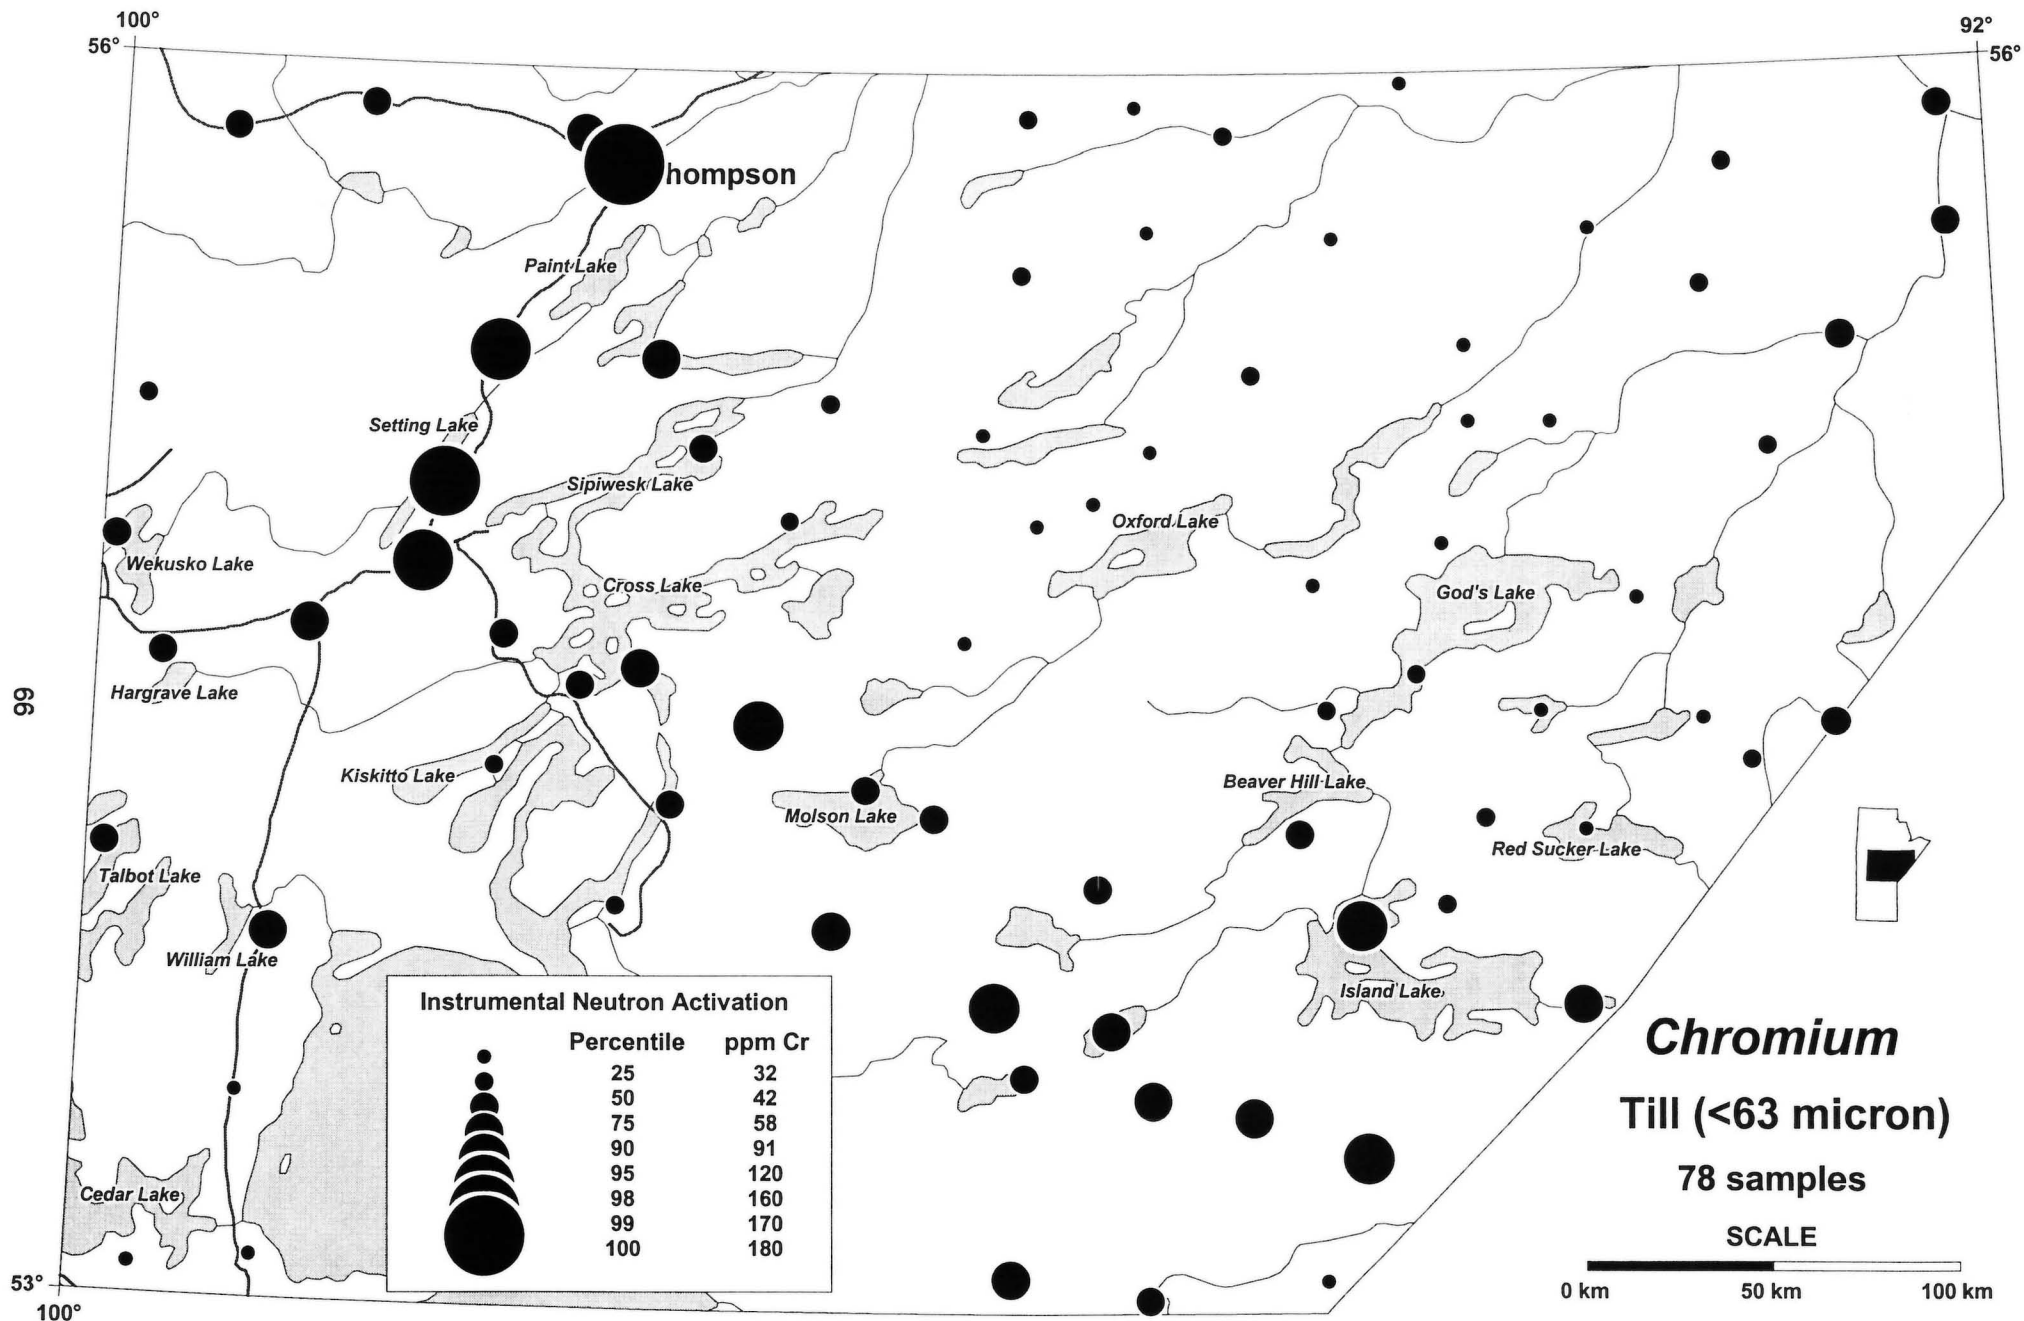 100°
92°
56°
56°
hompson
Paint Lake
Setting Lake
Sipiwesk Lake
Oxford Lake
Wekusko Lake
Cross Lake
God's Lake
Hargrave Lake
99
Kiskitto Lake
Beaver Hill Lake
Molson Lake
Red Sucker Lake
Talbot Lake
William Lake
Island Lake
Instrumental Neutron Activation
Percentile ppm Cr
25 32
50 42
75 58
90 91
95 120
98 160
99 170
100 180
Chromium
Till (<63 micron)
78 samples
Cedar Lake
SCALE
0 km 50 km 100 km
53°
100°